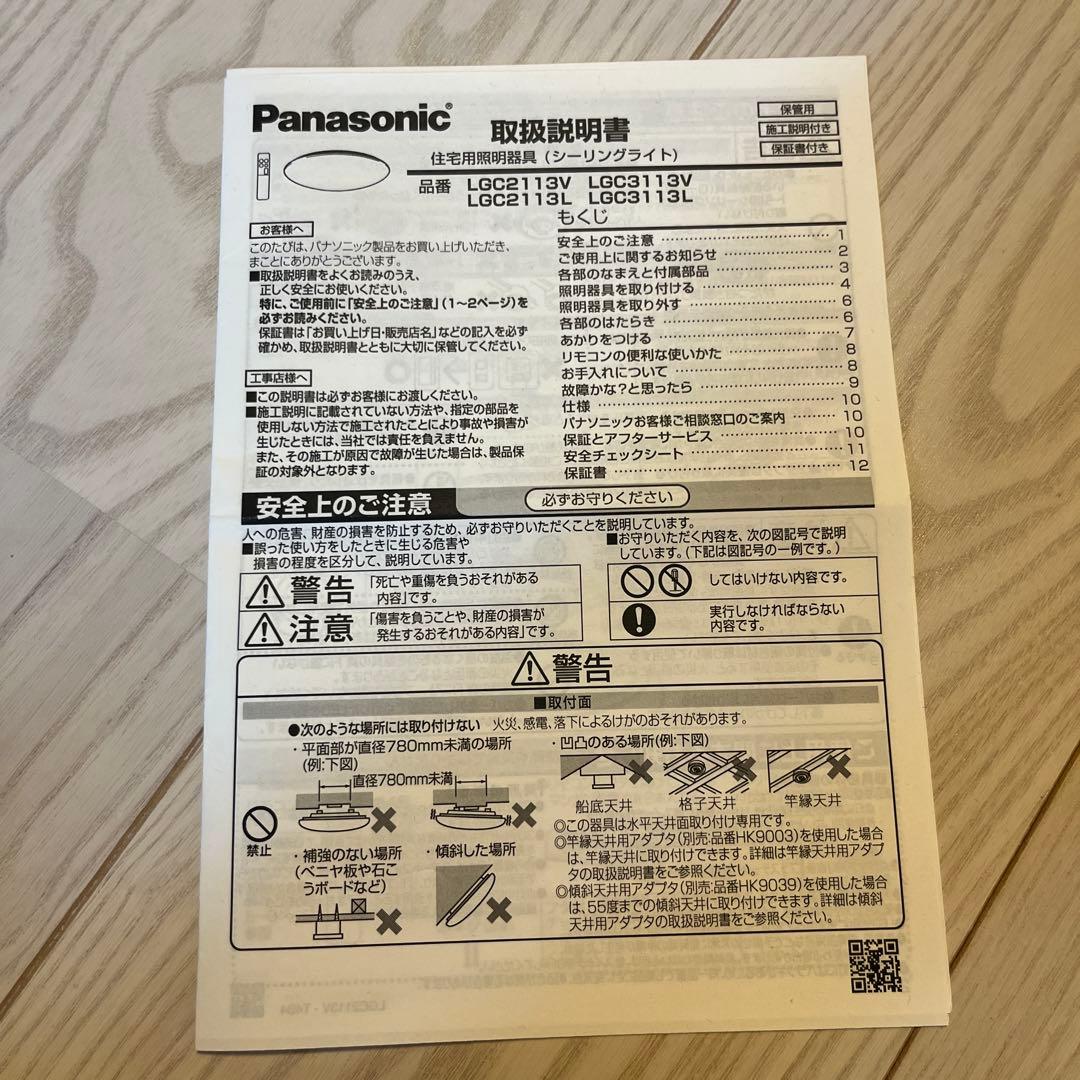 Panasonic®
取扱説明書
住宅用照明器具（シーリングライト）
保管用
施工説明付き
保証書付き
品番 LGC2113V LGC3113V
LGC2113L LGC3113L
お客様へ
このたびは、パナソニック製品をお買い上げいただき、
まことにありがとうございます。
■取扱説明書をよくお読みのうえ、
正しく安全にお使いください。
特に、ご使用前に「安全上のご注意」（1～2ページ）を
必ずお読みください。
保証書は「お買い上げ日・販売店名」などの記入を必ず
確かめ、取扱説明書とともに大切に保管してください。
工事店様へ
■この説明書は必ずお客様にお渡しください。
■施工説明に記載されていない方法や、指定の部品を
使用しない方法で施工されたことにより事故や損害が
生じたときには、当社では責任を負えません。
また、その施工が原因で故障が生じた場合は、製品保
証の対象外となります。
もくじ
安全上のご注意 1
ご使用上に関するお知らせ 2
各部のなまえと付属部品 3
照明器具を取り付ける 4
照明器具を取り外す 6
各部のはたらき 6
あかりをつける 7
リモコンの便利な使いかた 8
お手入れについて 8
故障かな？と思ったら 9
仕様 10
パナソニックお客様ご相談窓口のご案内 10
保証とアフターサービス 10
安全チェックシート 11
保証書 12
安全上のご注意 必ずお守りください
人への危害、財産の損害を防止するため、必ずお守りいただくことを説明しています。
■誤った使い方をしたときに生じる危害や
損害の程度を区分して、説明しています。
警告 「死亡や重傷を負うおそれがある
内容」です。
注意 「傷害を負うことや、財産の損害が
発生するおそれがある内容」です。
■お守りいただく内容を、次の図記号で説明
しています。（下記は図記号の一例です。）
してはいけない内容です。
実行しなければならない
内容です。
警告
■取付面
●次のような場所には取り付けない 火災、感電、落下によるけがのおそれがあります。
禁止
・平面部が直径780mm未満の場所
（例：下図）
直径780mm未満
・補強のない場所
（ベニヤ板や石こ
うボードなど）
・傾斜した場所
・凹凸のある場所（例：下図）
船底天井 格子天井 竿縁天井
◎この器具は水平天井面取り付け専用です。
◎竿縁天井用アダプタ（別売：品番HK9003）を使用した場合
は、竿縁天井に取り付けできます。詳細は竿縁天井用アダプ
タの取扱説明書をご参照ください。
◎傾斜天井用アダプタ（別売：品番HK9039）を使用した場合
は、55度までの傾斜天井に取り付けできます。詳細は傾斜
天井用アダプタの取扱説明書をご参照ください。
LGC2113V - T404